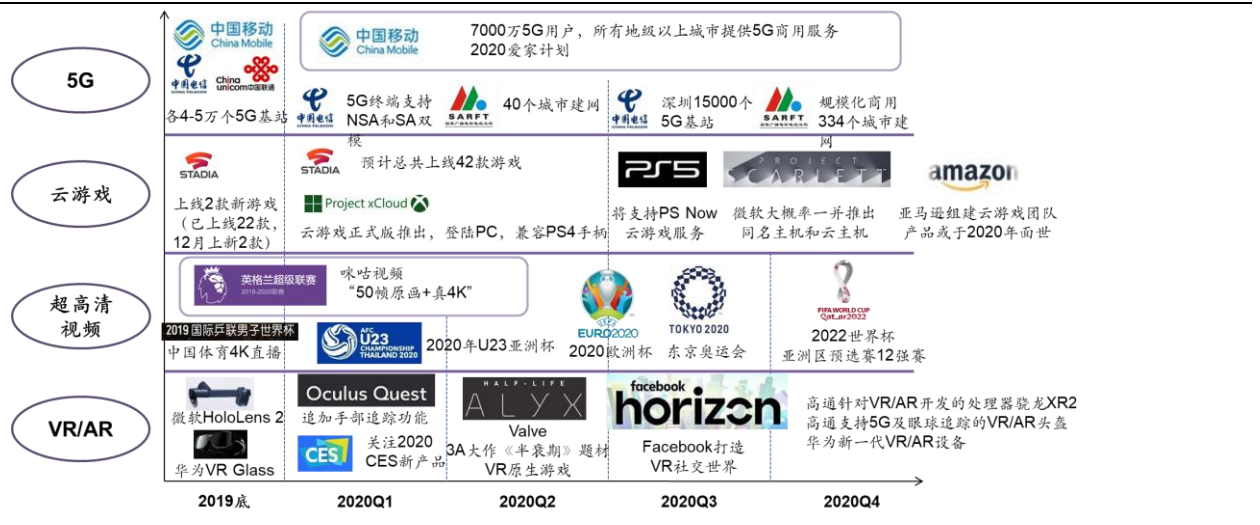 5G
中国移动
China Mobile
中国电信
CHINA TELECOM
China
unicom中国联通
各4-5万个5G基站
中国移动
China Mobile
7000万5G用户，所有地级以上城市提供5G商用服务
2020爱家计划
中国电信
CHINA TELECOM
5G终端支持
NSA和SA双
模
SARFT
40个城市建网
中国电信
CHINA TELECOM
深圳15000个
5G基站
SARFT
规模化商用
334个城市建
网
云游戏
STADIA
上线2款新游戏
（已上线22款，
12月上新2款）
STADIA
预计总共上线42款游戏
Project xCloud
云游戏正式版推出，登陆PC，兼容PS4手柄
PS5
将支持PS Now
云游戏服务
PROJECT
SCARLETT
微软大概率一并推出
同名主机和云主机
amazon
亚马逊组建云游戏团队
产品或于2020年面世
超高清
视频
英格兰超级联赛
2019-2020联赛
咪咕视频
“50帧原画+真4K”
2019国际乒联男子世界杯
中国体育4K直播
AFC
U23
CHAMPIONSHIP
THAILAND 2020
2020年U23亚洲杯
UEFA
EURO2020
2020欧洲杯
TOKYO 2020
东京奥运会
FIFA WORLD CUP
Qatar2022
2022世界杯
亚洲区预选赛12强赛
VR/AR
微软HoloLens 2
华为VR Glass
Oculus Quest
追加手部追踪功能
CES
关注2020
CES新产品
HALF-LIFE
ALYX
Valve
3A大作《半衰期》题材
VR原生游戏
facebook
horizon
Facebook打造
VR社交世界
高通针对VR/AR开发的处理器骁龙XR2
高通支持5G及眼球追踪的VR/AR头盔
华为新一代VR/AR设备
2019底
2020Q1
2020Q2
2020Q3
2020Q4